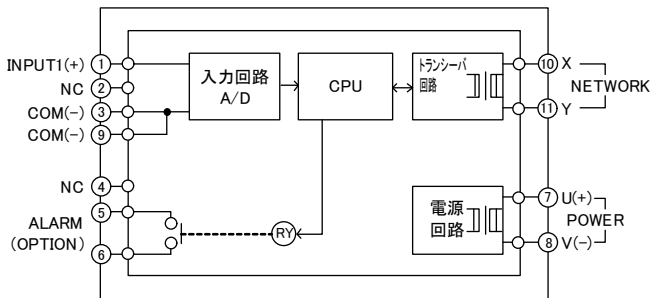 INPUT1(+) 1
NC 2
COM(-) 3
COM(-) 9
NC 4
ALARM 5
(OPTION) 6
入力回路
A/D
CPU
トランシーバ
回路
10 X
NETWORK
11 Y
RY
電源
回路
7 U(+)
POWER
8 V(-)